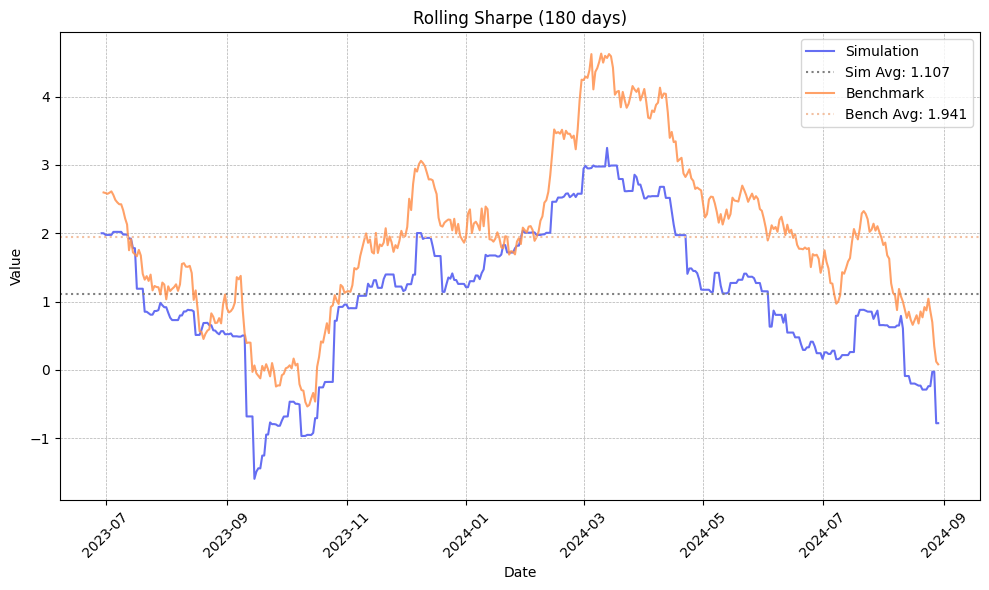 Rolling Sharpe (180 days)
Simulation
Sim Avg: 1.107
Benchmark
Bench Avg: 1.941
Value
4
3
2
1
0
−1
2023-07
2023-09
2023-11
2024-01
2024-03
2024-05
2024-07
2024-09
Date